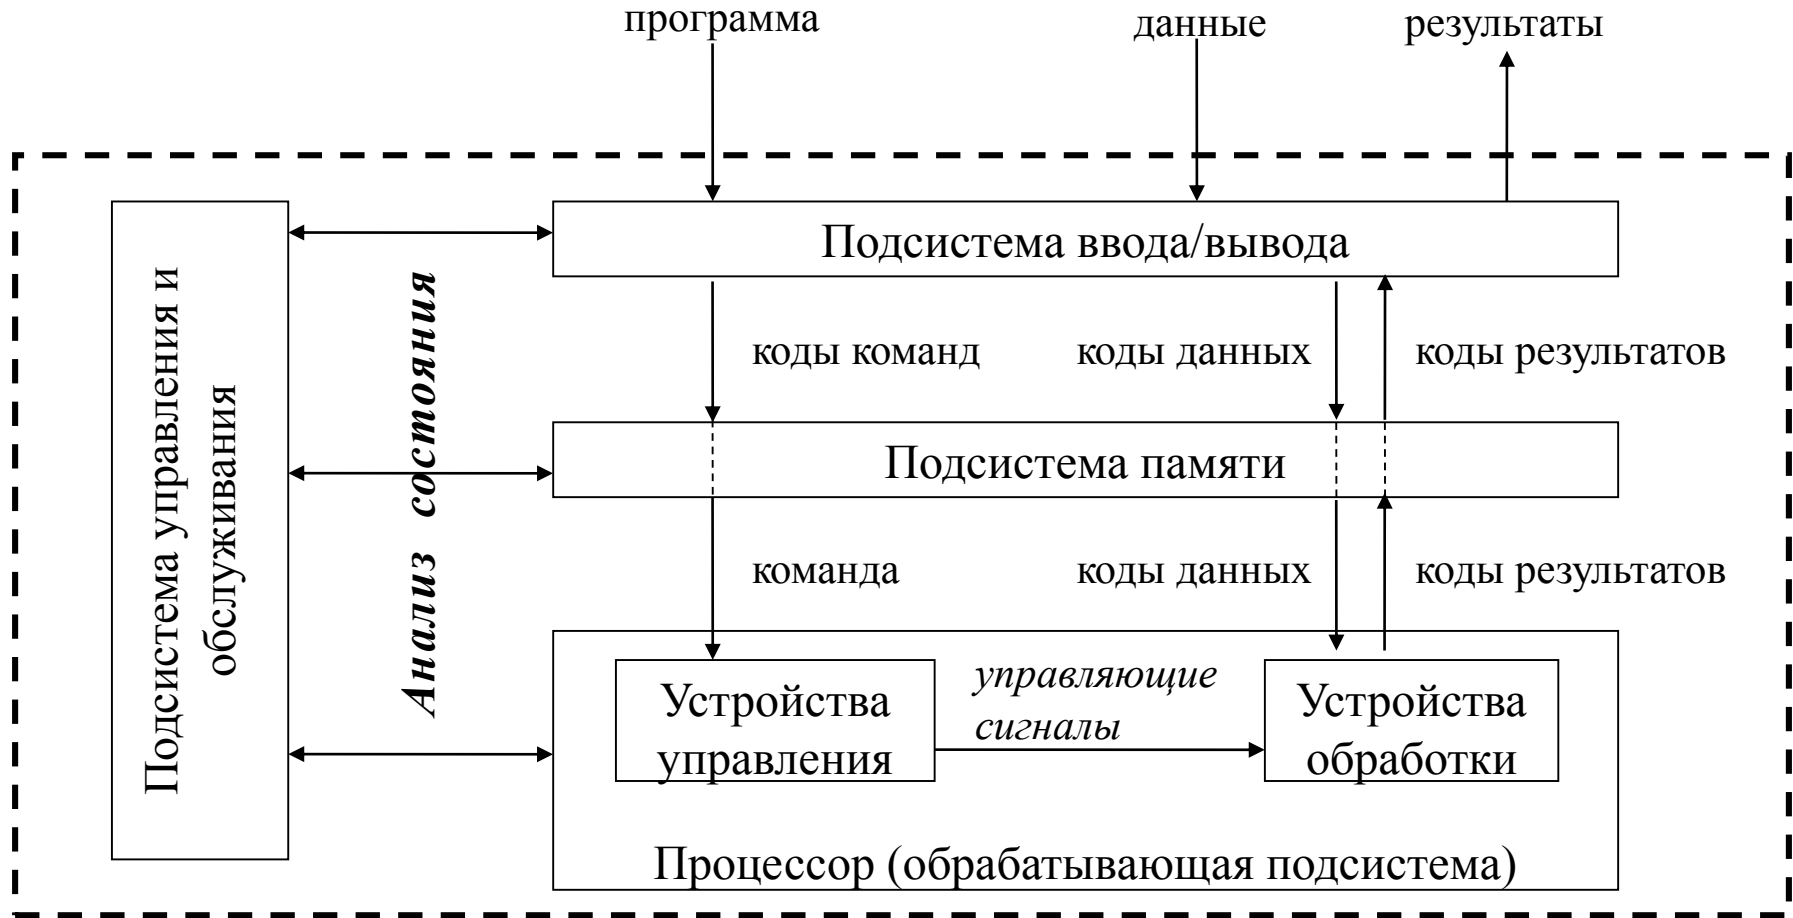 программа
данные
результаты
Подсистема ввода/вывода
Подсистема управления и
обслуживания
Анализ состояния
коды команд
коды данных
коды результатов
Подсистема памяти
команда
коды данных
коды результатов
Устройства
управления
управляющие
сигналы
Устройства
обработки
Процессор (обрабатывающая подсистема)